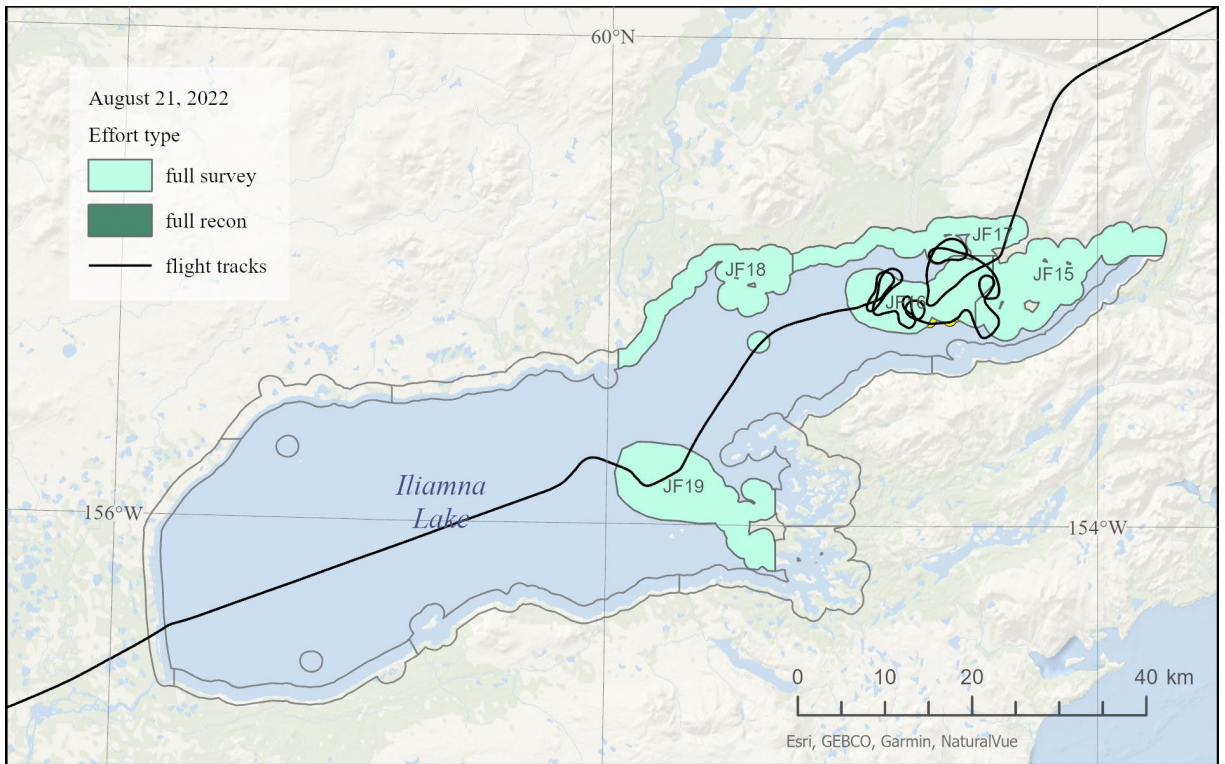 60°N
August 21, 2022
Effort type
full survey
full recon
flight tracks
JF17
JF18
JF15
JF16
JF19
Iliamna
Lake
156°W
154°W
0 10 20 40 km
Esri, GEBCO, Garmin, NaturalVue